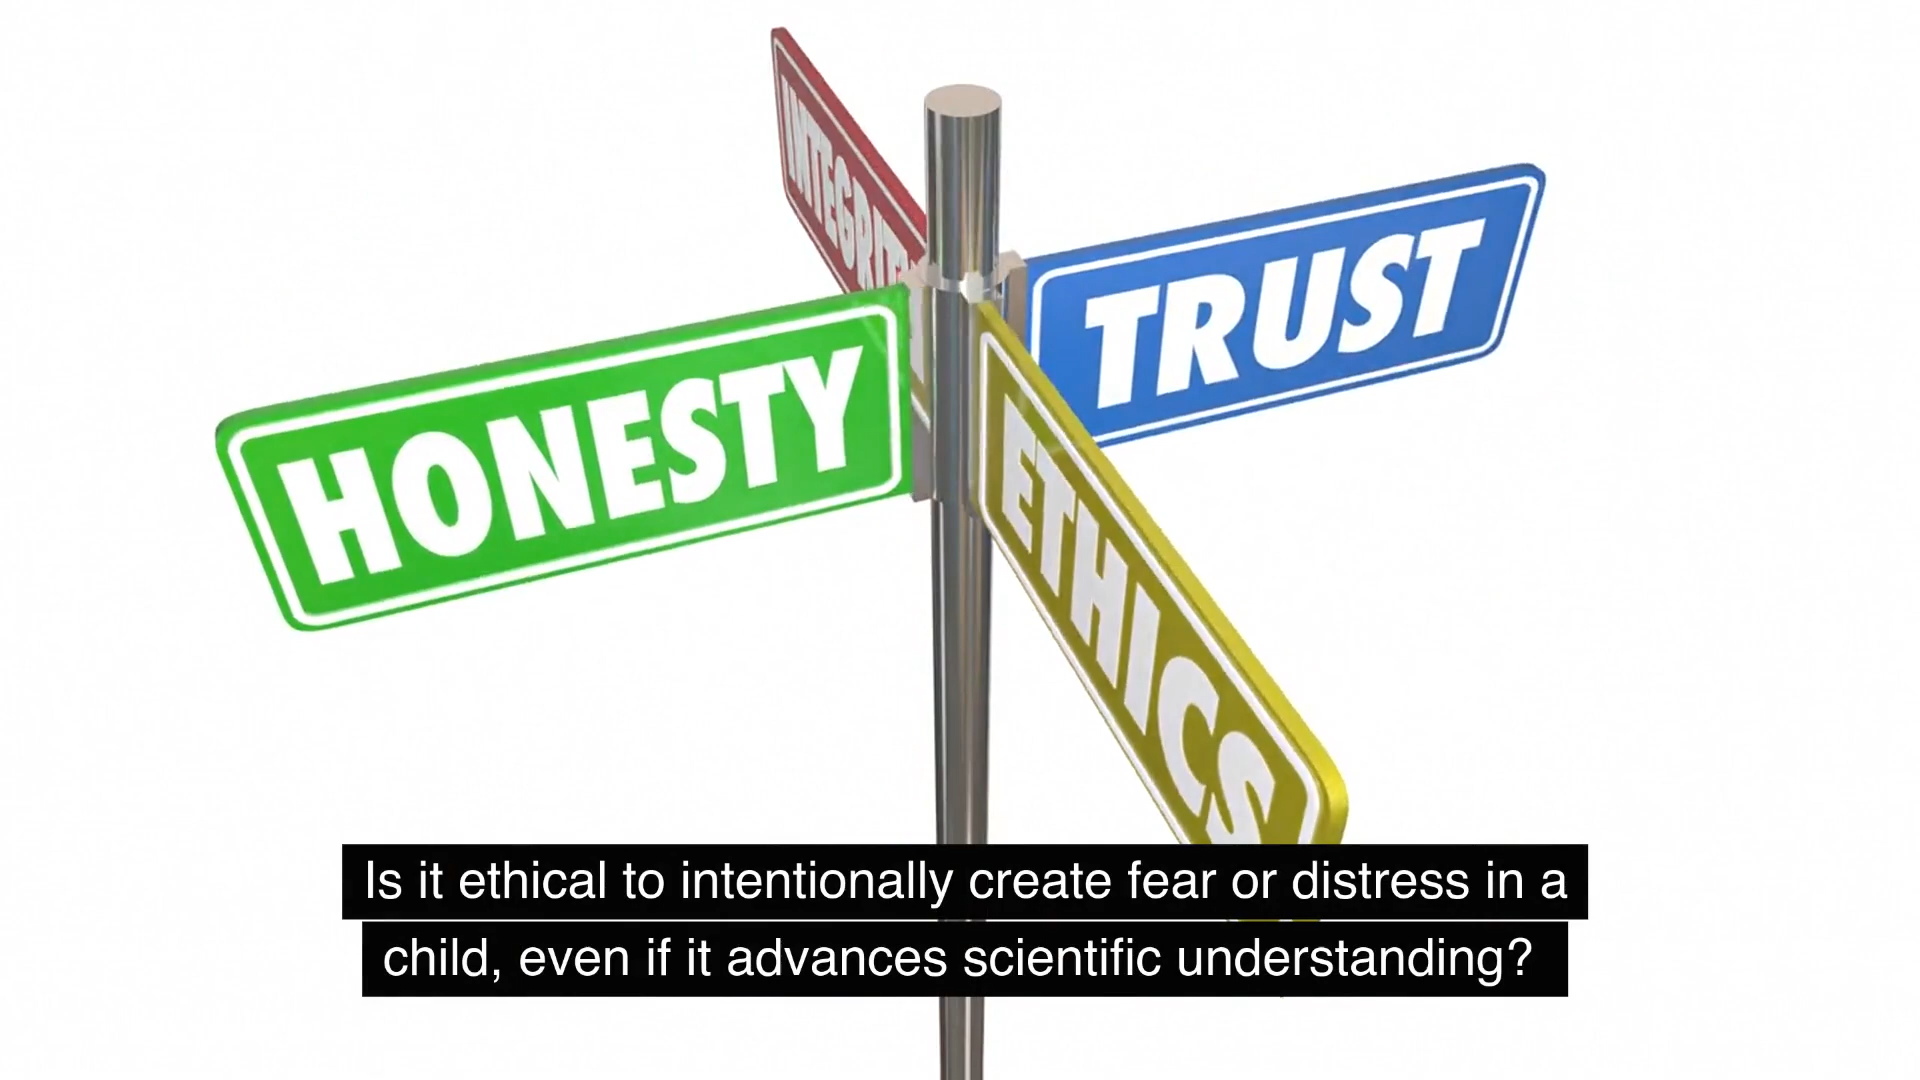 INTEGRITY
TRUST
HONESTY
ETHICS
Is it ethical to intentionally create fear or distress in a
child, even if it advances scientific understanding?